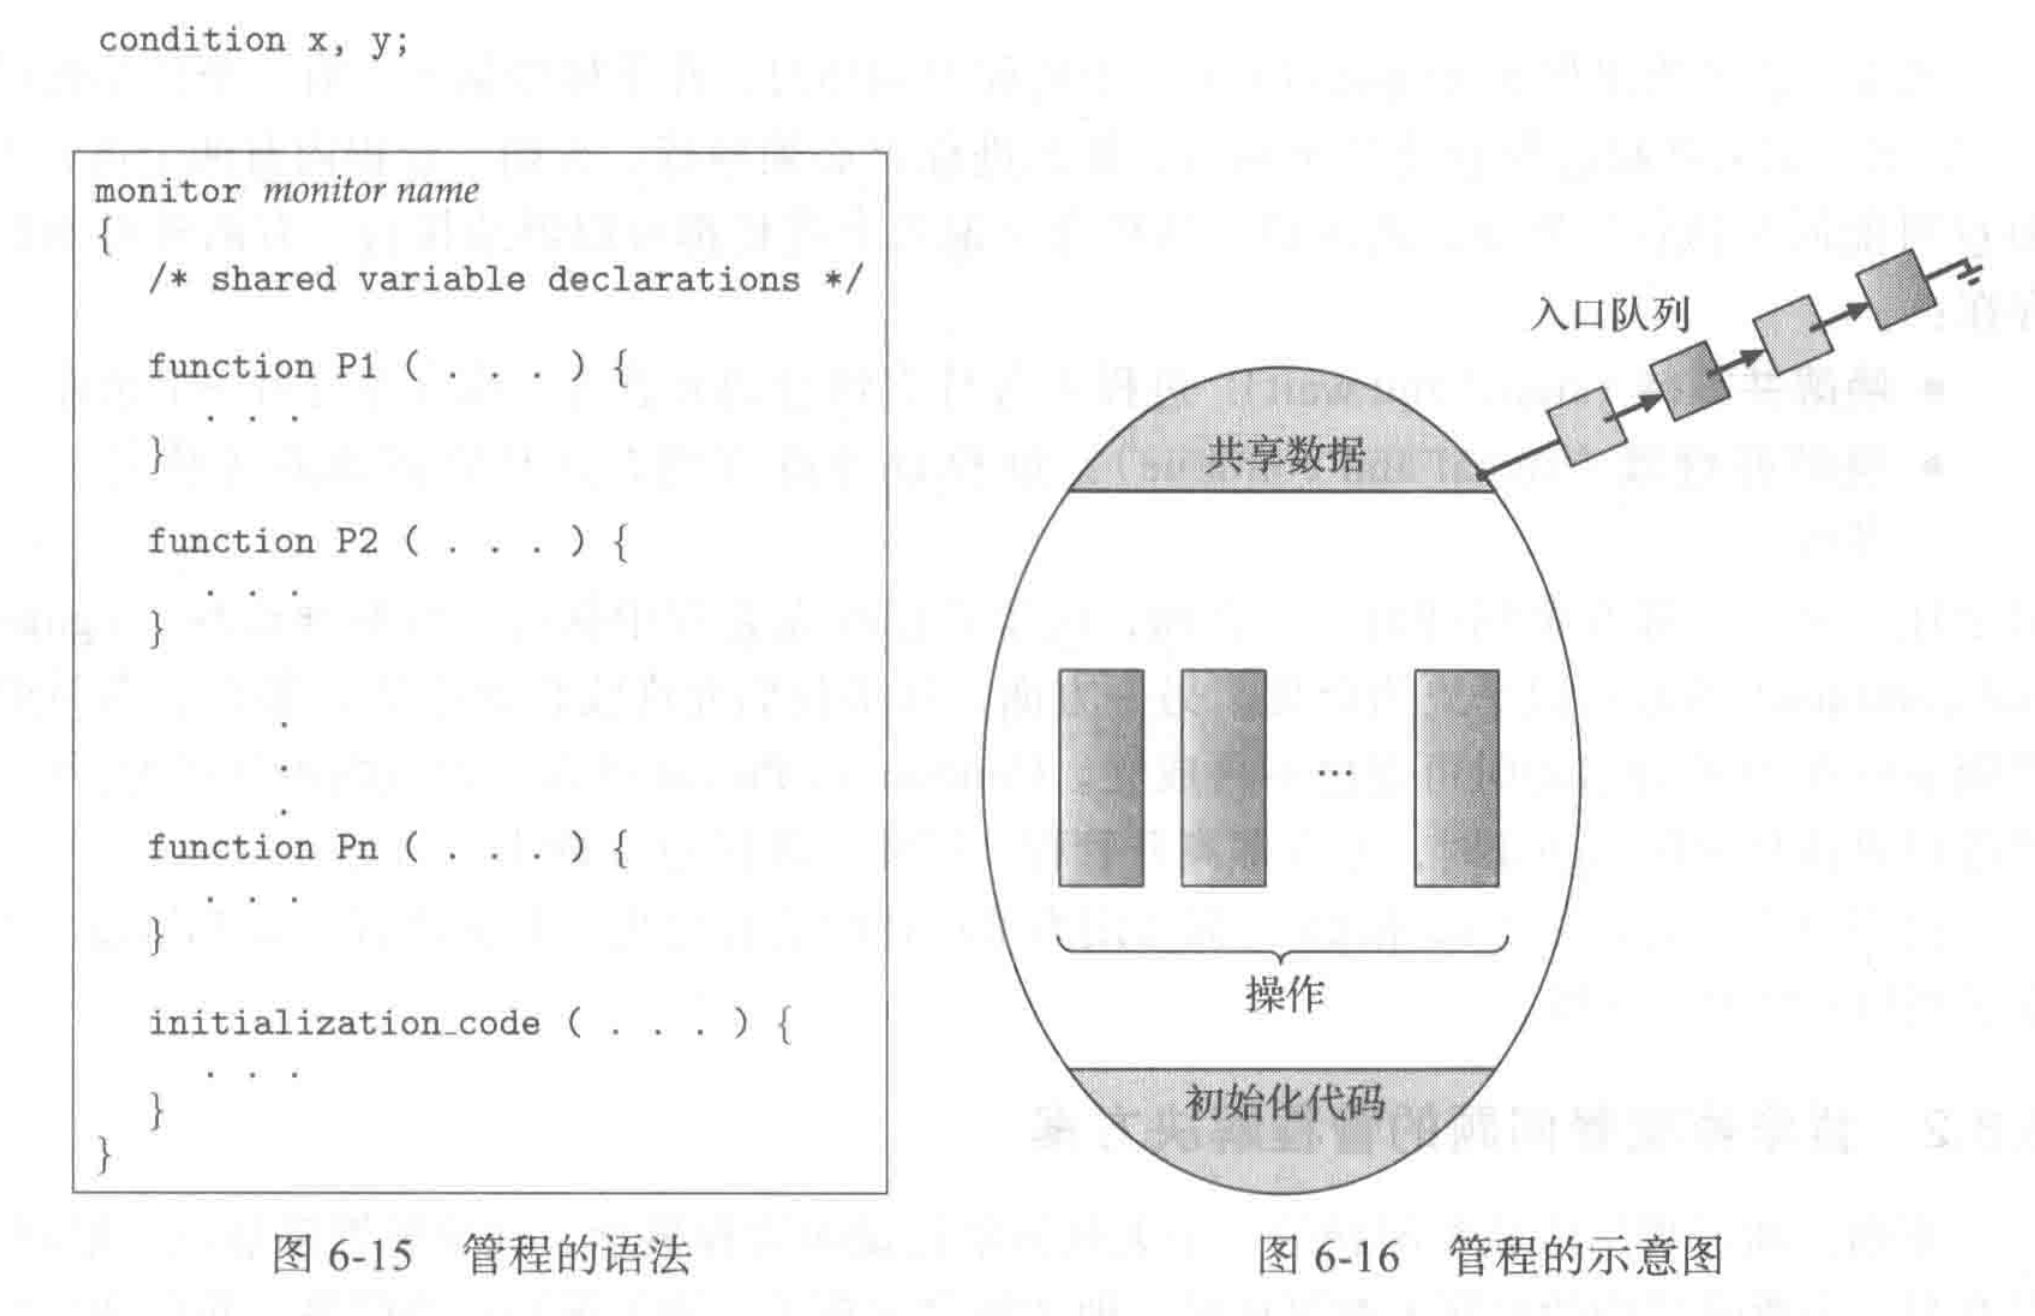 condition x, y;
monitor monitor name
{
/* shared variable declarations */
function P1 ( . . . ) {
. . .
}
function P2 ( . . . ) {
. . .
}
.
.
.
function Pn ( . . . ) {
. . .
}
initialization_code ( . . . ) {
. . .
}
}
图 6-15 管程的语法
入口队列
共享数据
...
操作
初始化代码
图 6-16 管程的示意图